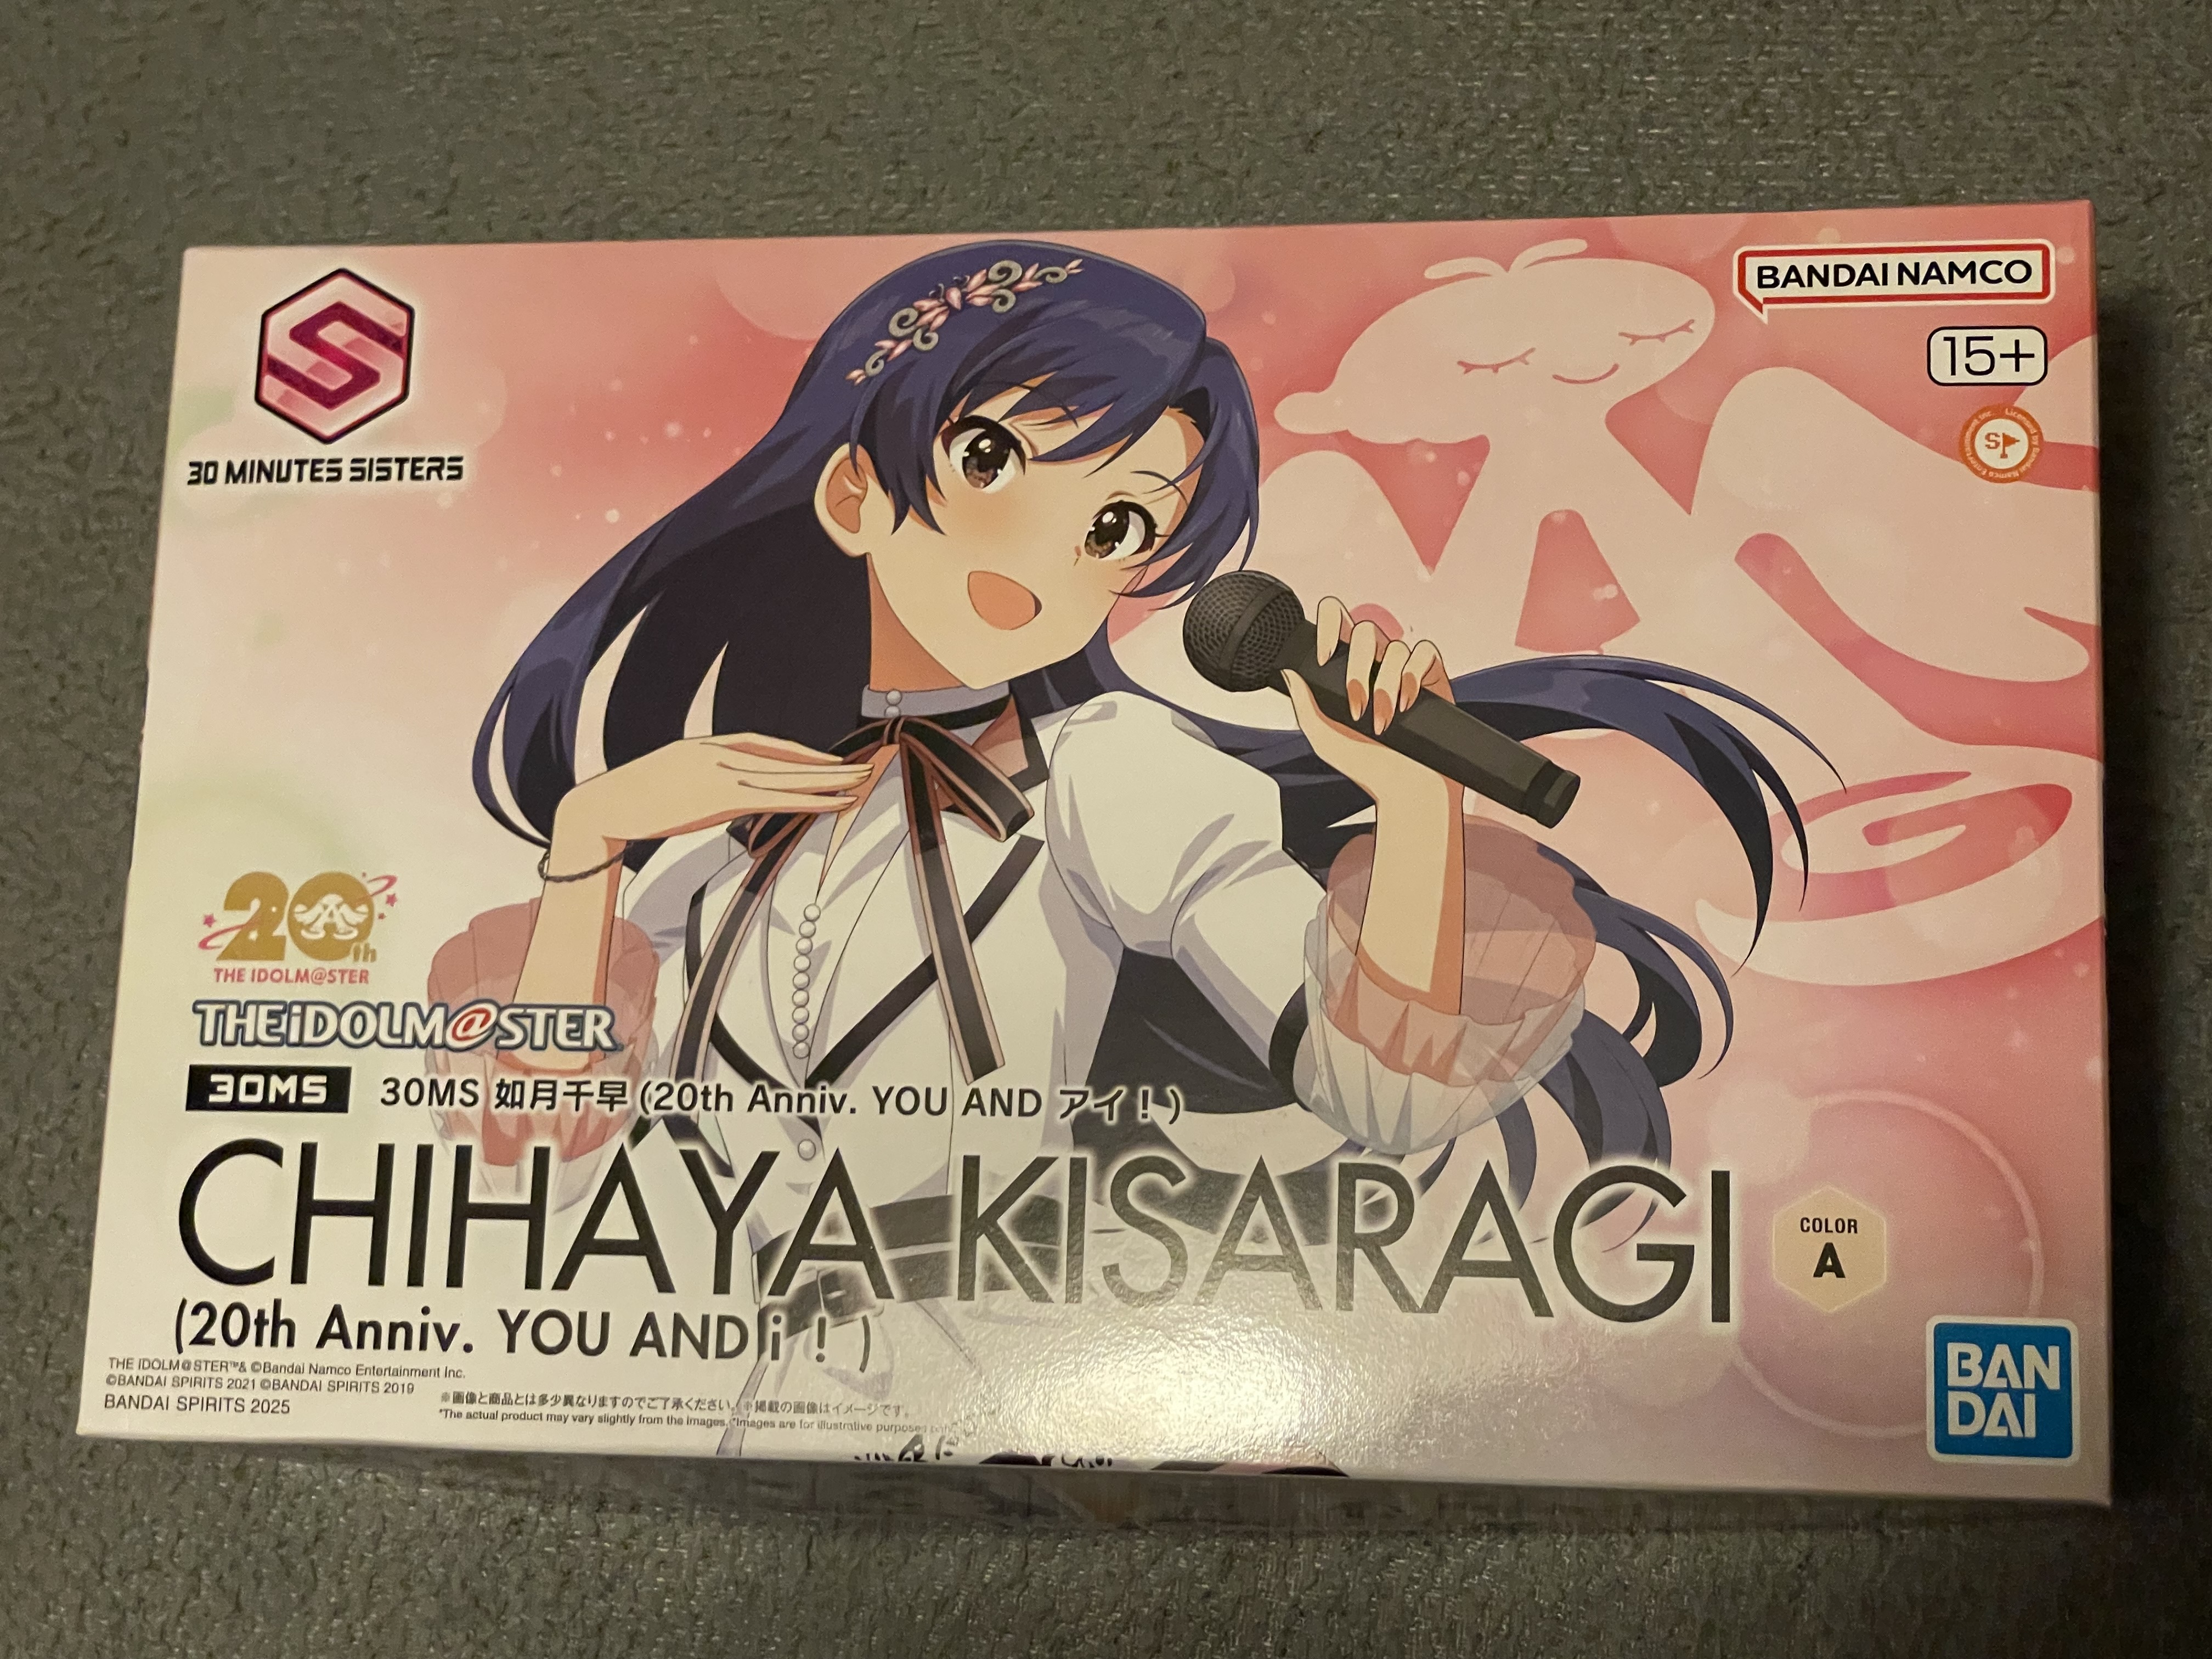 BANDAI NAMCO
15+
S
30 MINUTES SISTERS
20th
THE IDOLM@STER
THE iDOLM@STER
30MS
30MS 如月千早 (20th Anniv. YOU AND アイ!)
CHIHAYA KISARAGI
COLOR
A
(20th Anniv. YOU AND i !)
THE IDOLM@STER™& ©Bandai Namco Entertainment Inc.
©BANDAI SPIRITS 2021 ©BANDAI SPIRITS 2019
BANDAI SPIRITS 2025
※画像と商品とは多少異なりますのでご了承ください。※掲載の画像はイメージです。
*The actual product may vary slightly from the images. *Images are for illustrative purposes only.
BAN
DAI